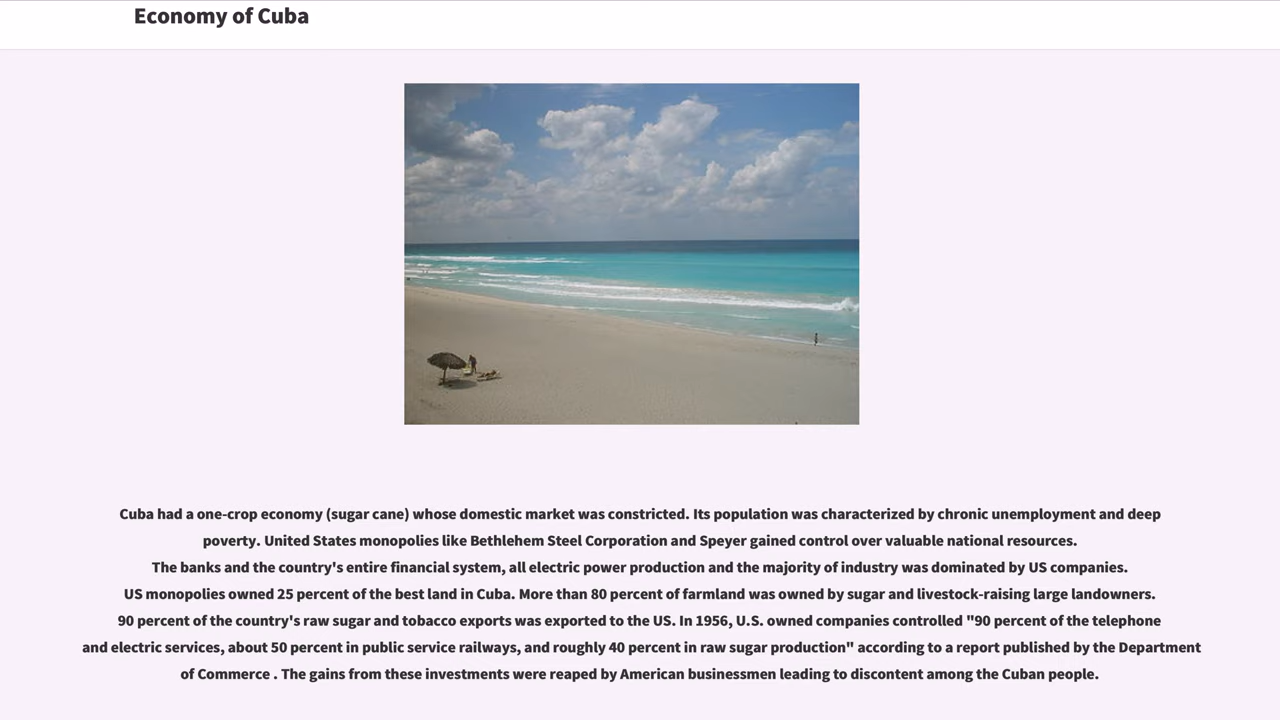 Economy of Cuba
Cuba had a one-crop economy (sugar cane) whose domestic market was constricted. Its population was characterized by chronic unemployment and deep
poverty. United States monopolies like Bethlehem Steel Corporation and Speyer gained control over valuable national resources.
The banks and the country's entire financial system, all electric power production and the majority of industry was dominated by US companies.
US monopolies owned 25 percent of the best land in Cuba. More than 80 percent of farmland was owned by sugar and livestock-raising large landowners.
90 percent of the country's raw sugar and tobacco exports was exported to the US. In 1956, U.S. owned companies controlled "90 percent of the telephone
and electric services, about 50 percent in public service railways, and roughly 40 percent in raw sugar production" according to a report published by the Department
of Commerce . The gains from these investments were reaped by American businessmen leading to discontent among the Cuban people.